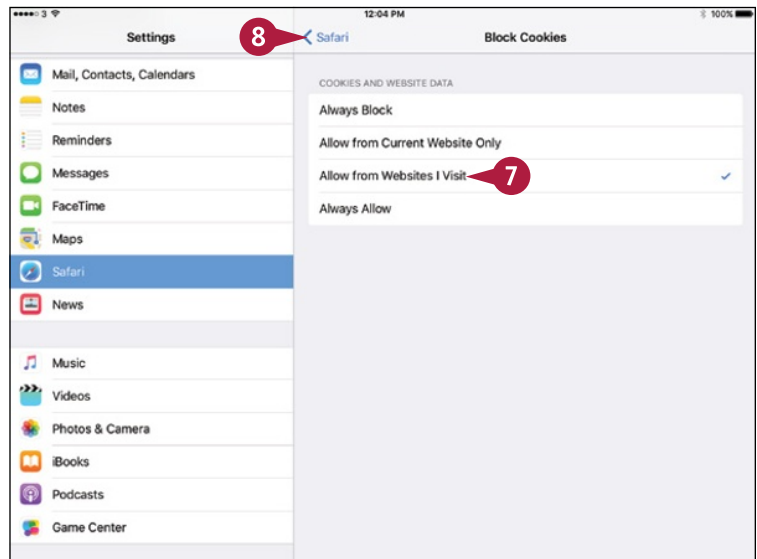 3 12:04 PM 100%
Settings 8 Safari Block Cookies
Mail, Contacts, Calendars
Notes
Reminders
Messages
FaceTime
Maps
Safari
News
Music
Videos
Photos & Camera
iBooks
Podcasts
Game Center
COOKIES AND WEBSITE DATA
Always Block
Allow from Current Website Only
Allow from Websites I Visit 7
Always Allow